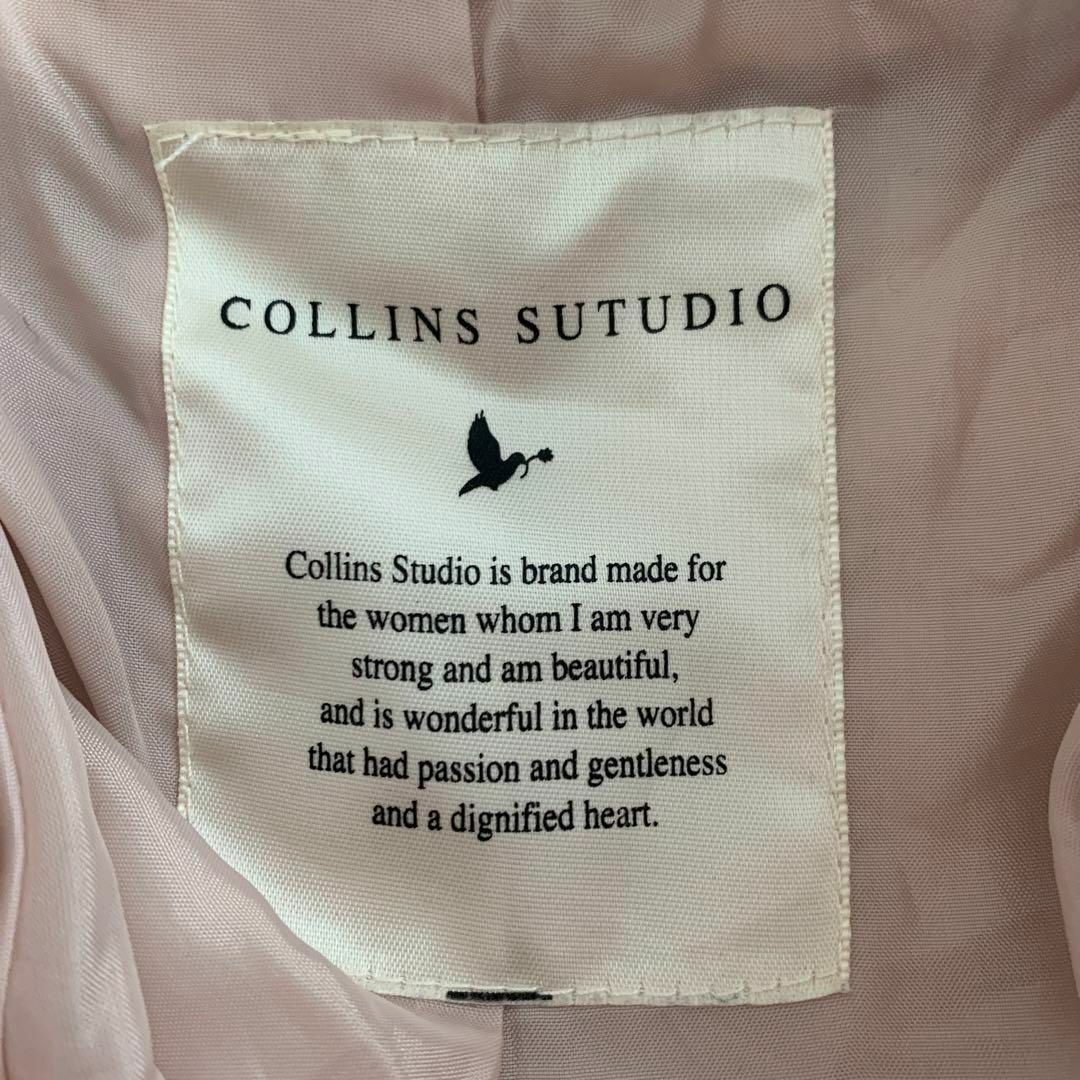 COLLINS SUTUDIO
Collins Studio is brand made for
the women whom I am very
strong and am beautiful,
and is wonderful in the world
that had passion and gentleness
and a dignified heart.